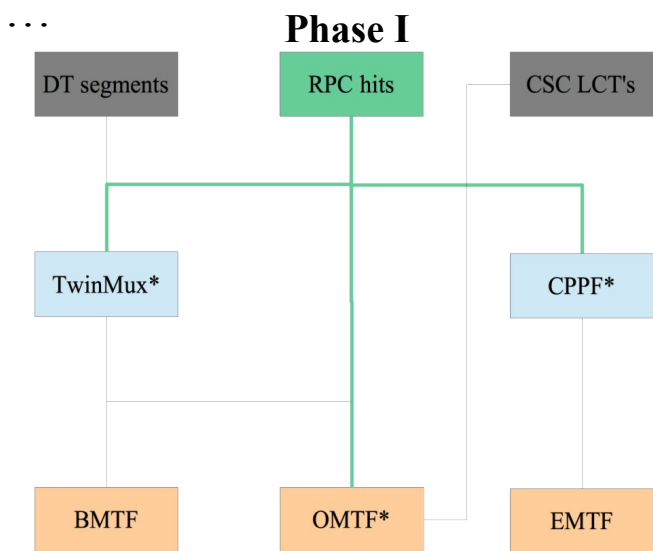 ...
Phase I
DT segments
RPC hits
CSC LCT's
TwinMux*
CPPF*
BMTF
OMTF*
EMTF